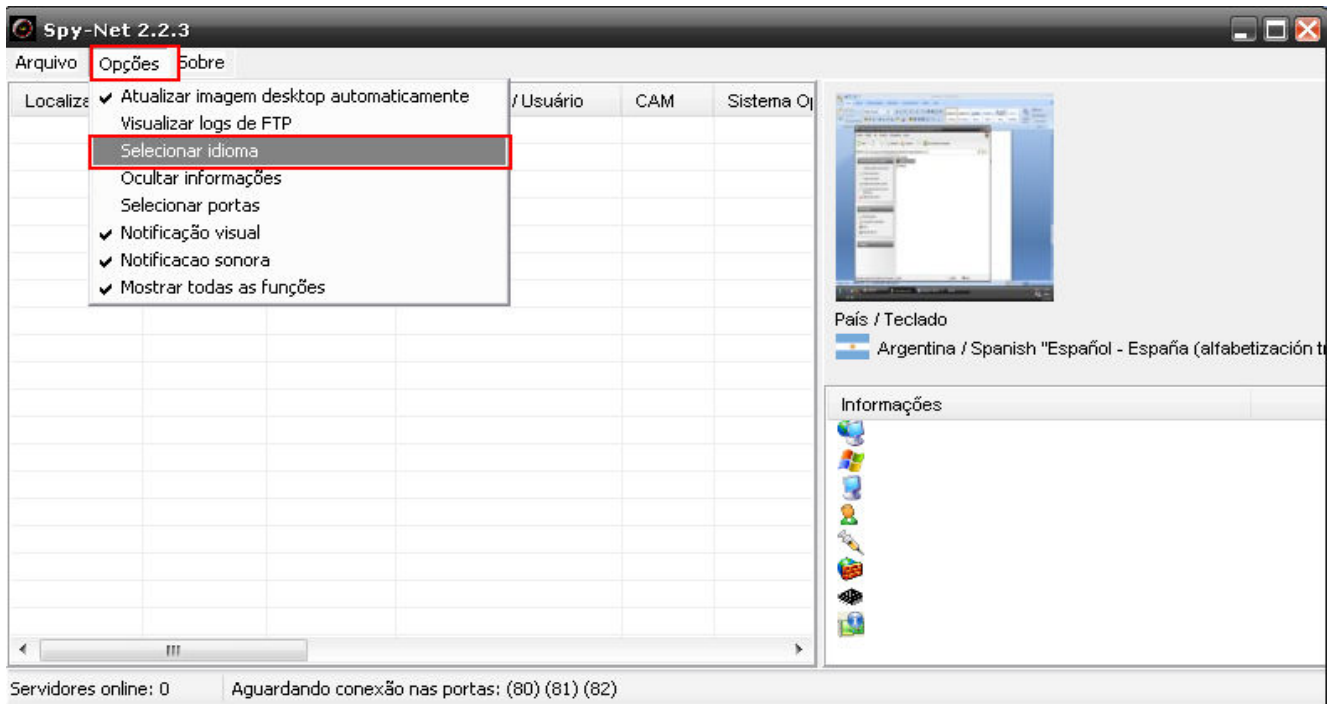 Spy-Net 2.2.3
Arquivo Opções Sobre
Localiza / Usuário CAM Sistema Op
Atualizar imagem desktop automaticamente
Visualizar logs de FTP
Selecionar idioma
Ocultar informações
Selecionar portas
Notificação visual
Notificacao sonora
Mostrar todas as funções
País / Teclado
Argentina / Spanish "Español - España (alfabetización tr
Informações
Servidores online: 0 Aguardando conexão nas portas: (80) (81) (82)